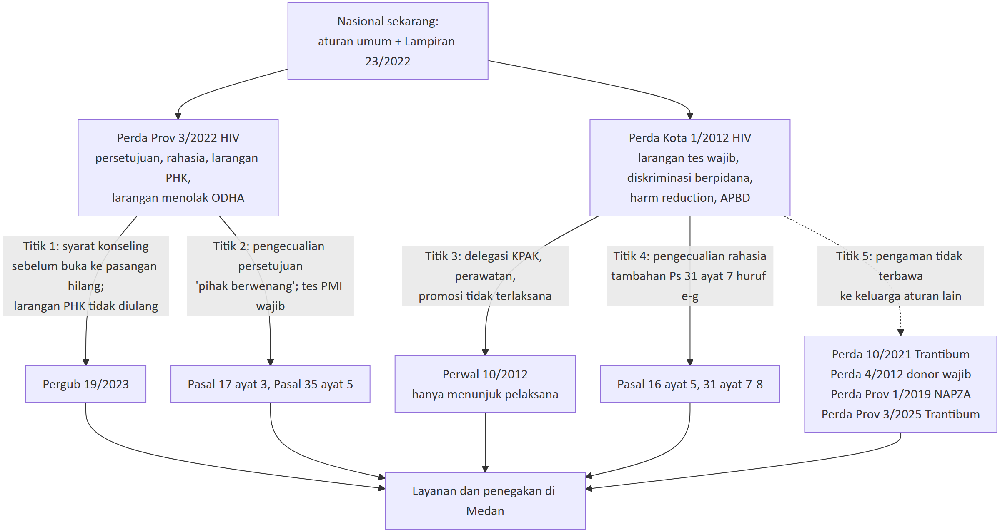 Nasional sekarang:
aturan umum + Lampiran
23/2022
Perda Prov 3/2022 HIV
persetujuan, rahasia, larangan
PHK,
larangan menolak ODHA
Perda Kota 1/2012 HIV
larangan tes wajib,
diskriminasi berpidana,
harm reduction, APBD
Titik 1: syarat konseling
sebelum buka ke pasangan
hilang;
larangan PHK tidak diulang
Titik 2: pengecualian
persetujuan
'pihak berwenang'; tes PMI
wajib
Titik 3: delegasi KPAK,
perawatan,
promosi tidak terlaksana
Titik 4: pengecualian rahasia
tambahan Ps 31 ayat 7 huruf
e-g
Titik 5: pengaman tidak
terbawa
ke keluarga aturan lain
Pergub 19/2023
Pasal 17 ayat 3, Pasal 35 ayat 5
Perwal 10/2012
hanya menunjuk pelaksana
Pasal 16 ayat 5, 31 ayat 7-8
Perda 10/2021 Trantibum
Perda 4/2012 donor wajib
Perda Prov 1/2019 NAPZA
Perda Prov 3/2025 Trantibum
Layanan dan penegakan di
Medan